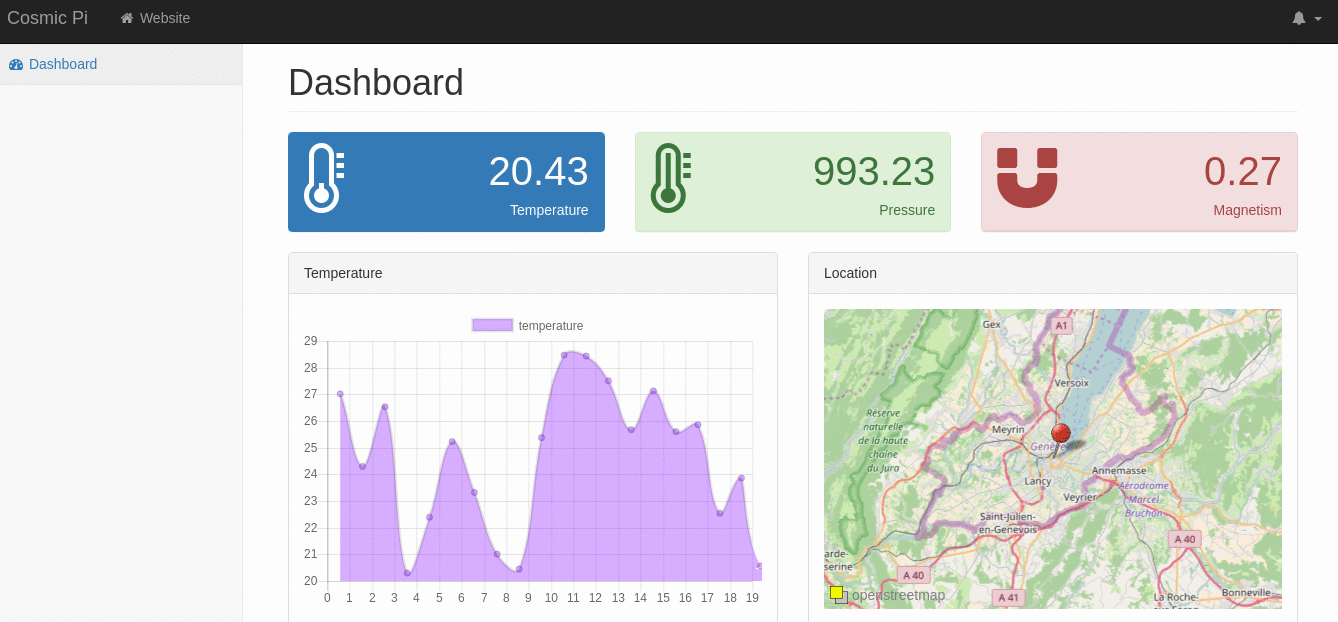 Cosmic Pi Website
Dashboard
Dashboard
20.43
Temperature
993.23
Pressure
0.27
Magnetism
Temperature
temperature
29
28
27
26
25
24
23
22
21
20
0 1 2 3 4 5 6 7 8 9 10 11 12 13 14 15 16 17 18 19
Location
Gex
A1
Versoix
Réserve
naturelle
de la haute
chaîne
du Jura
Meyrin
Genève
Lancy
Annemasse
Veyrier
Aérodrome
Marcel
Bruchon
Saint-Julien-
en-Genevois
A 40
arde-
serine
A 40
A 41
openstreetmap
La Roche-
Bonneville